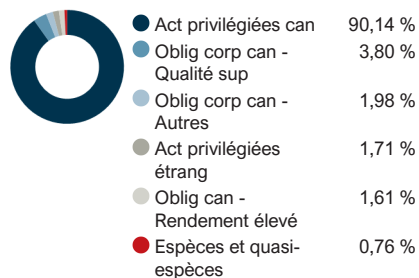 Act privilégiées can 90,14 %
Oblig corp can - 3,80 %
Qualité sup
Oblig corp can - 1,98 %
Autres
Act privilégiées 1,71 %
étrang
Oblig can - 1,61 %
Rendement élevé
Espèces et quasi- 0,76 %
espèces